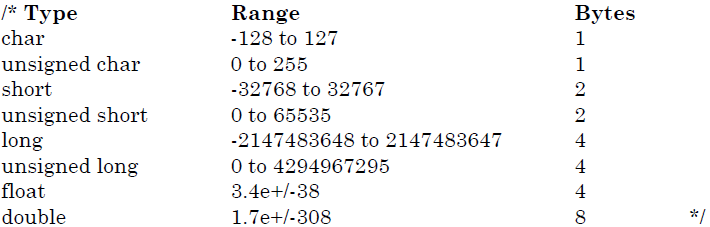 /* Type Range Bytes
char -128 to 127 1
unsigned char 0 to 255 1
short -32768 to 32767 2
unsigned short 0 to 65535 2
long -2147483648 to 2147483647 4
unsigned long 0 to 4294967295 4
float 3.4e+/-38 4
double 1.7e+/-308 8 */